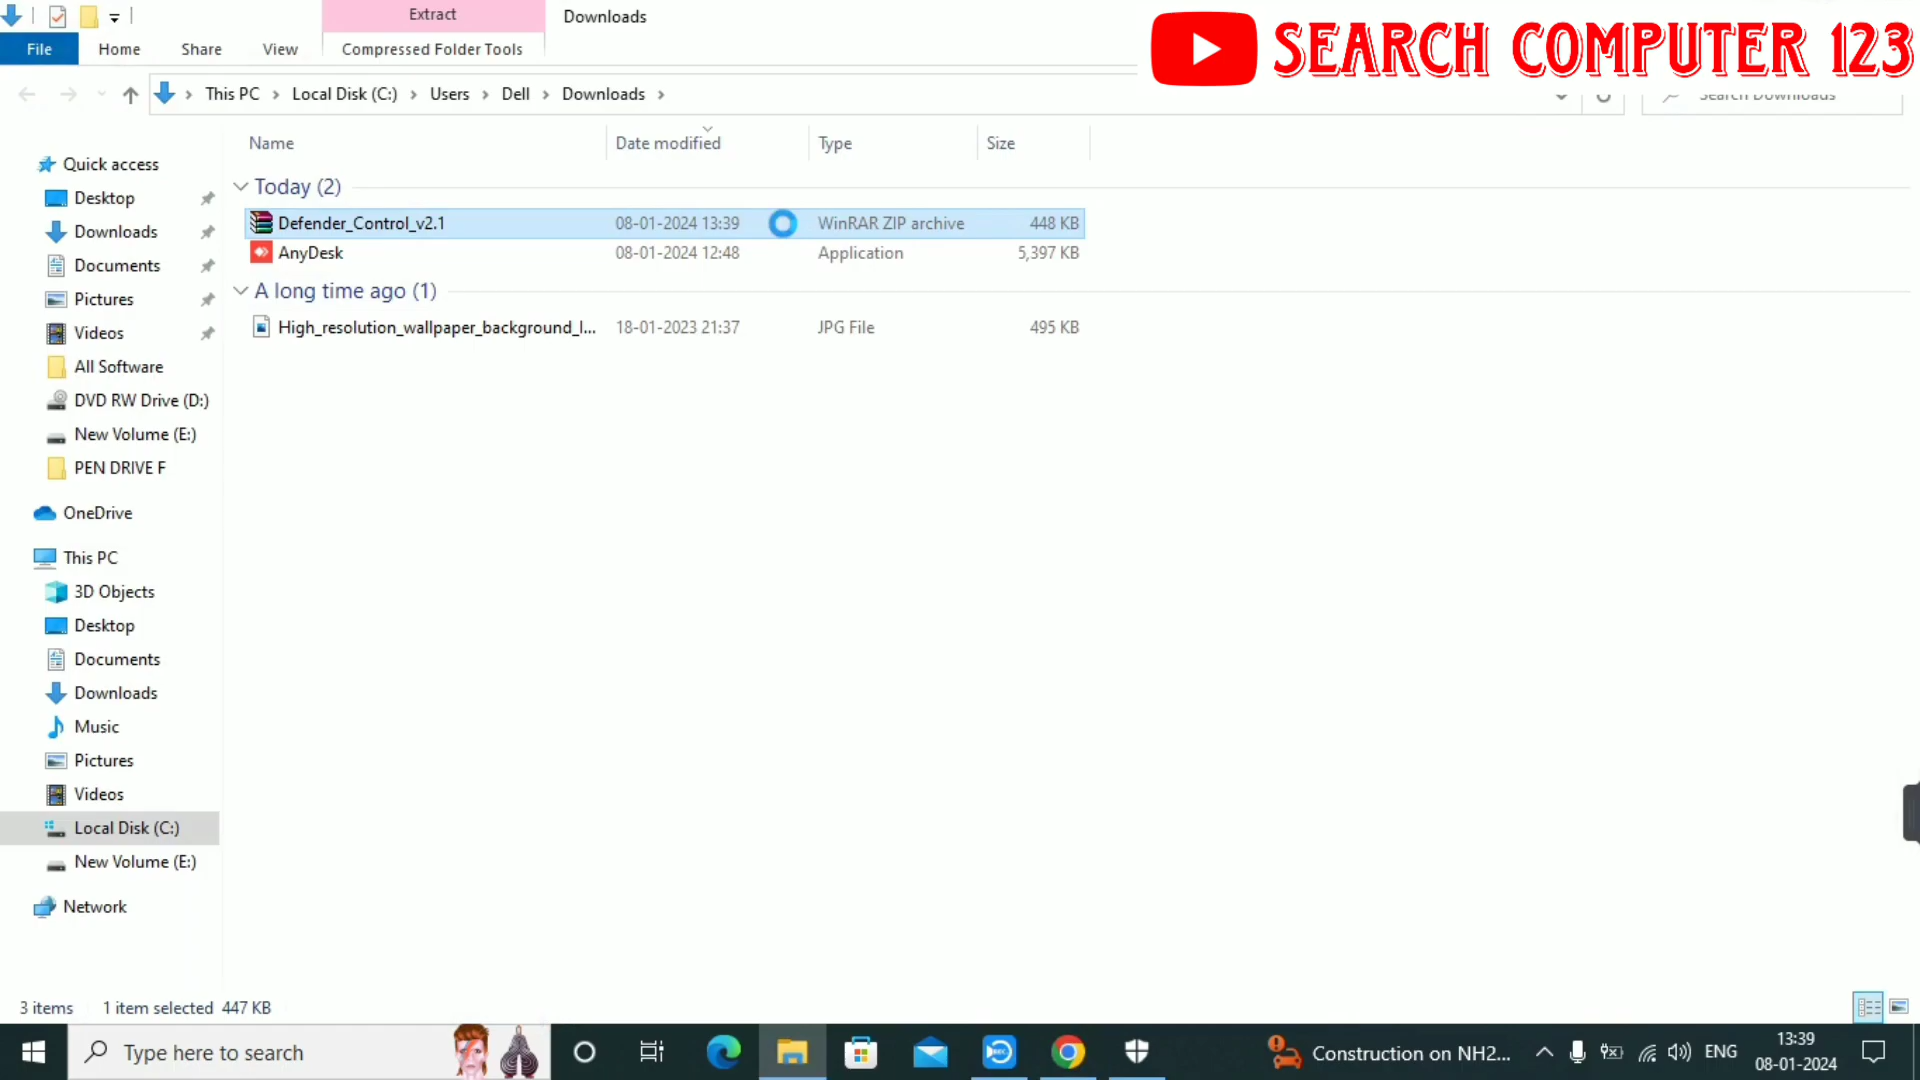 Extract
Downloads
SEARCH COMPUTER 123
File
Home
Share
View
Compressed Folder Tools
This PC
Local Disk (C:)
Users
Dell
Downloads
Search Downloads
Name
Date modified
Type
Size
Quick access
Desktop
Downloads
Documents
Pictures
Videos
All Software
DVD RW Drive (D:)
New Volume (E:)
PEN DRIVE F
OneDrive
This PC
3D Objects
Desktop
Documents
Downloads
Music
Pictures
Videos
Local Disk (C:)
New Volume (E:)
Network
Today (2)
Defender_Control_v2.1 08-01-2024 13:39 WinRAR ZIP archive 448 KB
AnyDesk 08-01-2024 12:48 Application 5,397 KB
A long time ago (1)
High_resolution_wallpaper_background_l... 18-01-2023 21:37 JPG File 495 KB
3 items 1 item selected 447 KB
Type here to search
Construction on NH2...
ENG
13:39
08-01-2024